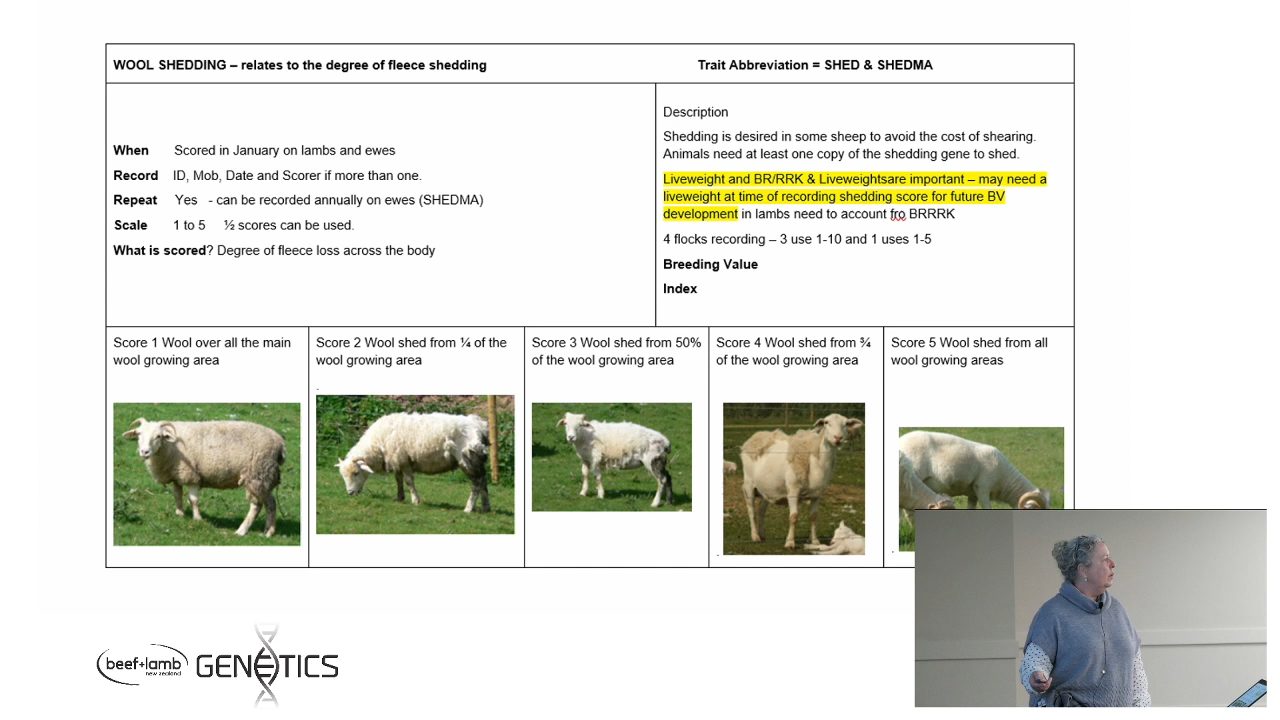 WOOL SHEDDING – relates to the degree of fleece shedding
Trait Abbreviation = SHED & SHEDMA
When Scored in January on lambs and ewes
Record ID, Mob, Date and Scorer if more than one.
Repeat Yes - can be recorded annually on ewes (SHEDMA)
Scale 1 to 5 ½ scores can be used.
What is scored? Degree of fleece loss across the body
Description
Shedding is desired in some sheep to avoid the cost of shearing.
Animals need at least one copy of the shedding gene to shed.
Liveweight and BR/RRK & Liveweightsare important – may need a
liveweight at time of recording shedding score for future BV
development in lambs need to account fro BRRRK
4 flocks recording – 3 use 1-10 and 1 uses 1-5
Breeding Value
Index
Score 1 Wool over all the main
wool growing area
Score 2 Wool shed from ¼ of the
wool growing area
.
Score 3 Wool shed from 50%
of the wool growing area
Score 4 Wool shed from ¾
of the wool growing area
.
Score 5 Wool shed from all
wool growing areas
.
beef+lamb
new zealand
GENETICS